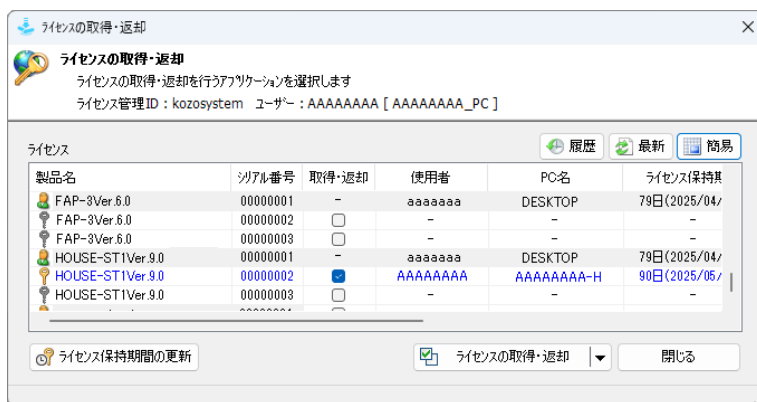 ライセンスの取得・返却
ライセンスの取得・返却
ライセンスの取得・返却を行うアプリケーションを選択します
ライセンス管理ID：kozosystem ユーザー：AAAAAAAA [ AAAAAAAA_PC ]
ライセンス 履歴 最新 簡易
製品名 シリアル番号 取得・返却 使用者 PC名 ライセンス保持期
FAP-3Ver.6.0 00000001 - aaaaaaa DESKTOP 79日(2025/04/
FAP-3Ver.6.0 00000002 - -  -
FAP-3Ver.6.0 00000003 - - -
HOUSE-ST1Ver.9.0 00000001 - aaaaaaa DESKTOP 79日(2025/04/
HOUSE-ST1Ver.9.0 00000002 AAAAAAAA AAAAAAAA-H 90日(2025/05/
HOUSE-ST1Ver.9.0 00000003 - - -
ライセンス保持期間の更新 ライセンスの取得・返却 閉じる